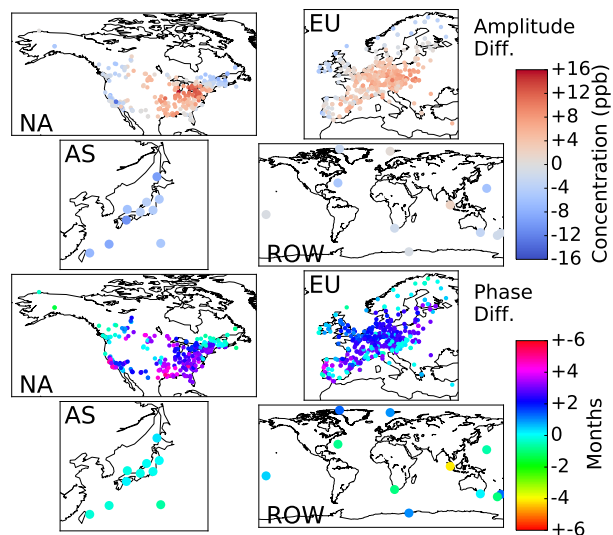 EU
Amplitude
Diff.
NA
AS
ROW
+16
+12
+8
+4
0
-4
-8
-12
-16
Concentration (ppb)
EU
Phase
Diff.
NA
AS
ROW
+-6
+4
+2
0
-2
-4
+-6
Months